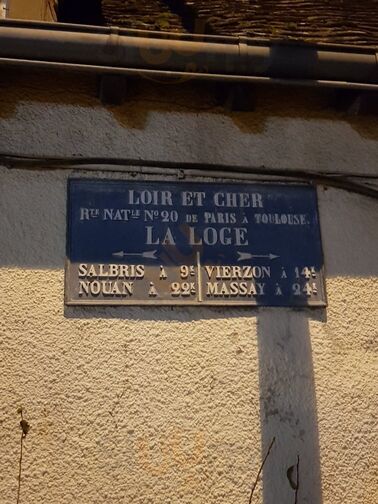 LOIR ET CHER
RTE NATLE NO 20 DE PARIS À TOULOUSE.
LA LOGE
SALBRIS À 9K VIERZON À 14K
NOUAN À 22K MASSAY À 24K